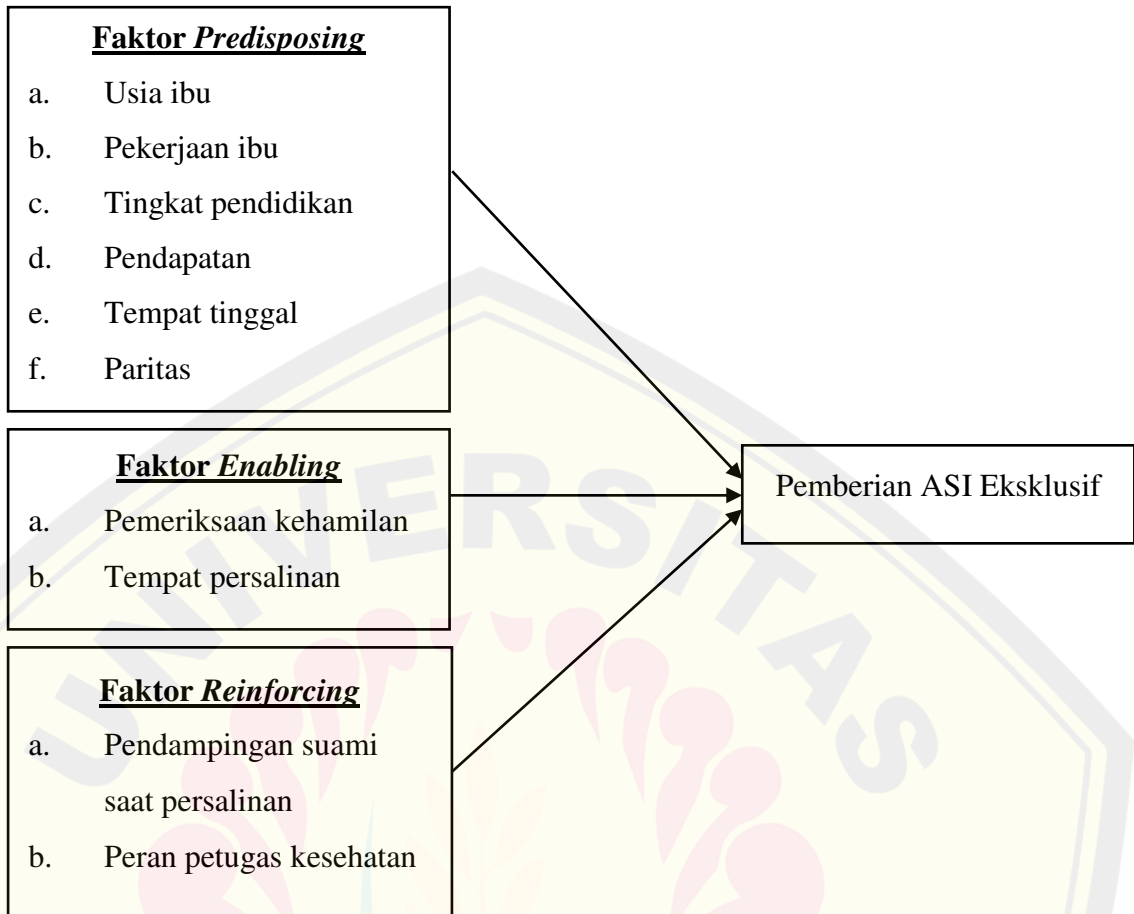 Faktor Predisposing
a. Usia ibu
b. Pekerjaan ibu
c. Tingkat pendidikan
d. Pendapatan
e. Tempat tinggal
f. Paritas
Faktor Enabling
a. Pemeriksaan kehamilan
b. Tempat persalinan
Faktor Reinforcing
a. Pendampingan suami
saat persalinan
b. Peran petugas kesehatan
Pemberian ASI Eksklusif
UNIVERSITAS